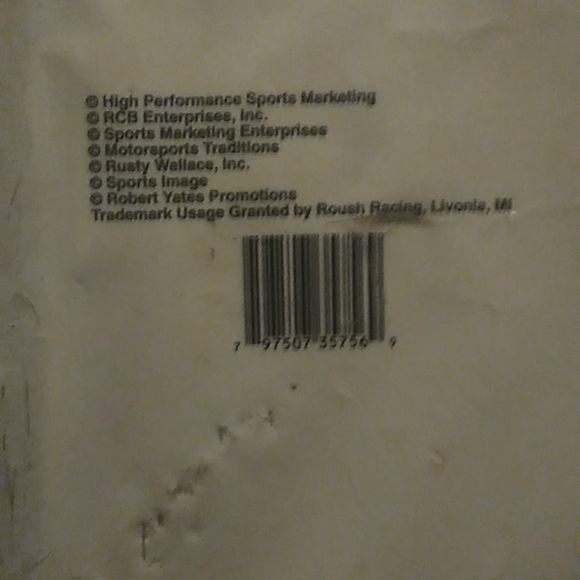 © High Performance Sports Marketing
© RCB Enterprises, Inc.
© Sports Marketing Enterprises
© Motorsports Traditions
© Rusty Wallace, Inc.
© Sports Image
© Robert Yates Promotions
Trademark Usage Granted by Roush Racing, Livonia, MI
7 97507 35756 9